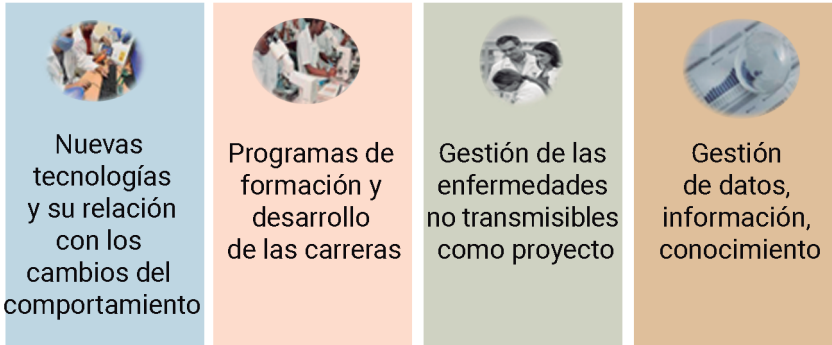 Nuevas
tecnologías
y su relación
con los
cambios del
comportamiento
Programas de
formación y
desarrollo
de las carreras
Gestión de las
enfermedades
no transmisibles
como proyecto
Gestión
de datos,
información,
conocimiento